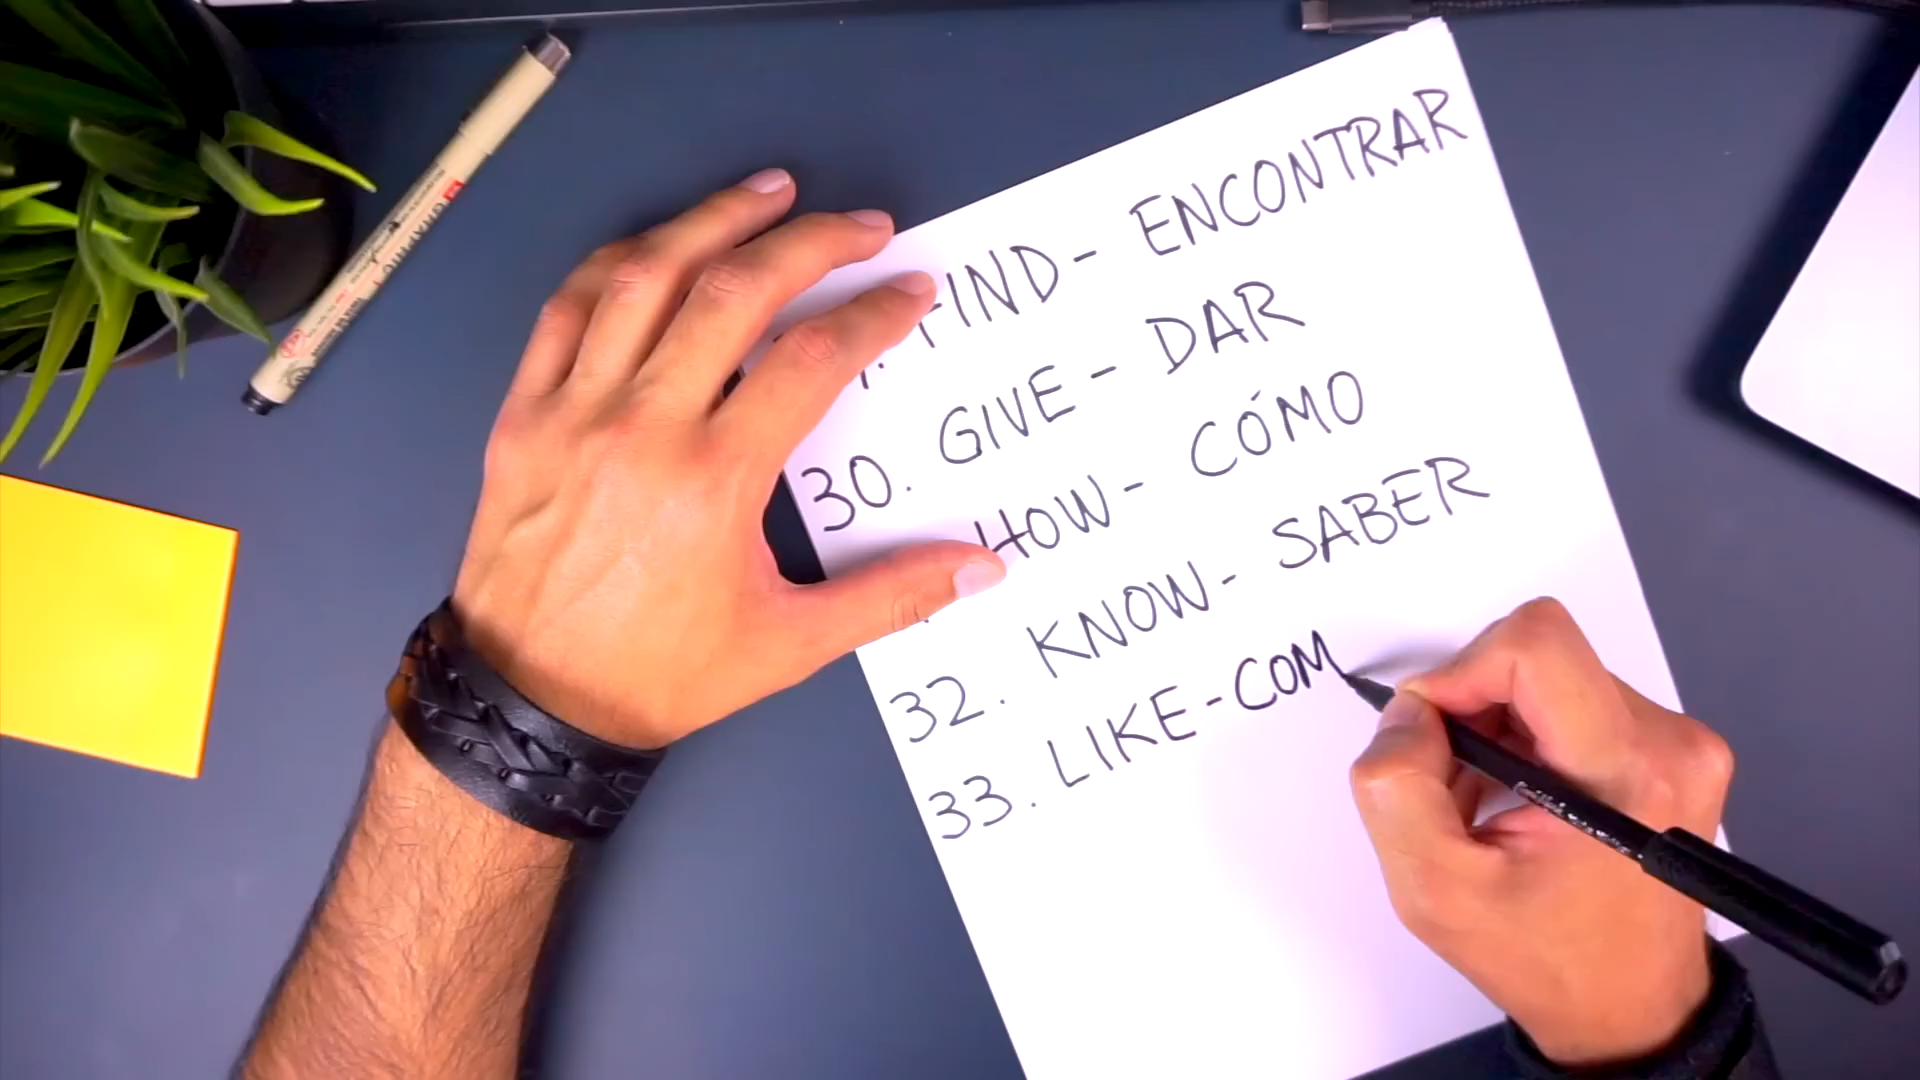 FIND- ENCONTRAR
30. GIVE- DAR
HOW- CÓMO
32. KNOW- SABER
33. LIKE-COM